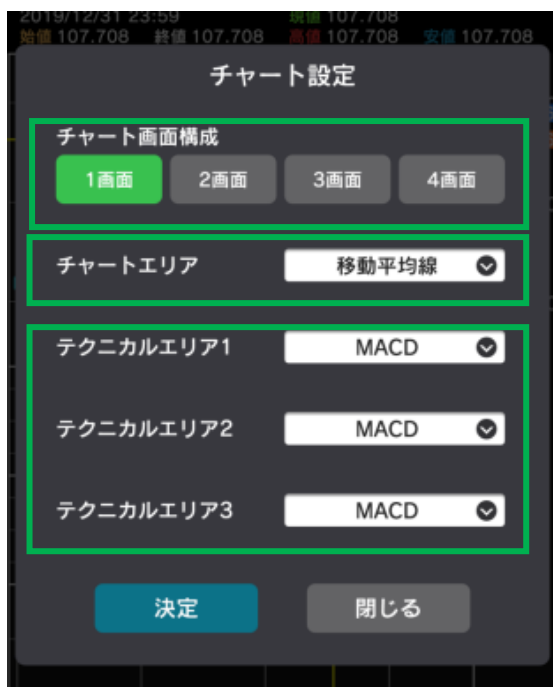 2019/12/31 23:59 現値 107.708
始値 107.708 終値 107.708 高値 107.708 安値 107.708
チャート設定
チャート画面構成
1画面 2画面 3画面 4画面
チャートエリア 移動平均線
テクニカルエリア1 MACD
テクニカルエリア2 MACD
テクニカルエリア3 MACD
決定 閉じる